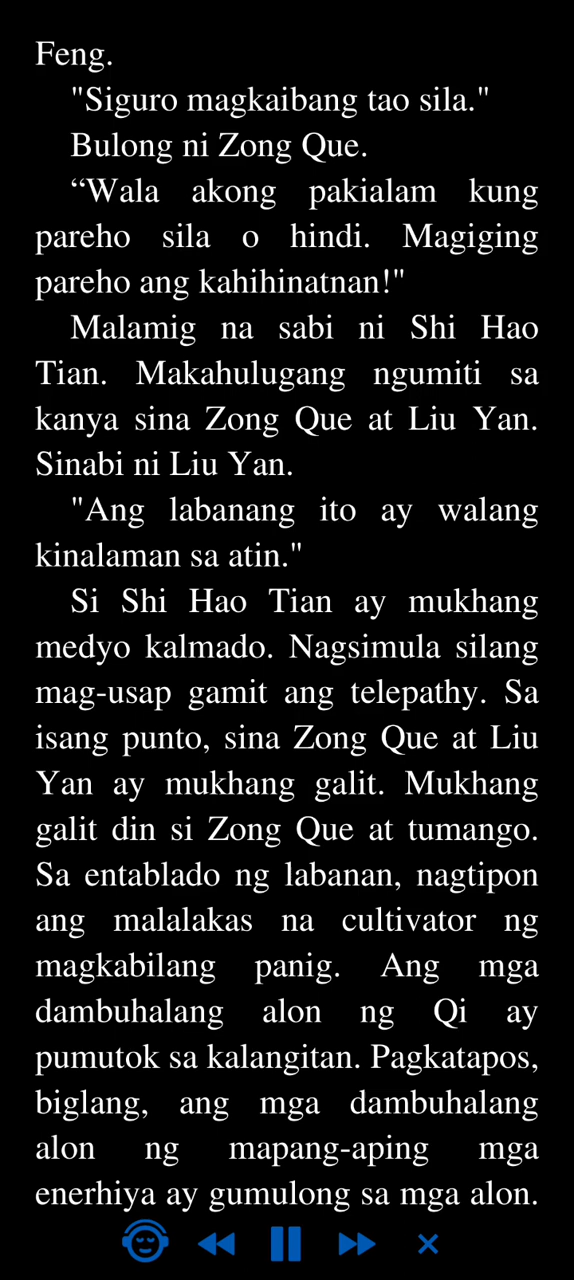 Feng.
"Siguro magkaibang tao sila."
Bulong ni Zong Que.
“Wala akong pakialam kung
pareho sila o hindi. Magiging
pareho ang kahihinatnan!"
Malamig na sabi ni Shi Hao
Tian. Makahulugang ngumiti sa
kanya sina Zong Que at Liu Yan.
Sinabi ni Liu Yan.
"Ang labanang ito ay walang
kinalaman sa atin."
Si Shi Hao Tian ay mukhang
medyo kalmado. Nagsimula silang
mag-usap gamit ang telepathy. Sa
isang punto, sina Zong Que at Liu
Yan ay mukhang galit. Mukhang
galit din si Zong Que at tumango.
Sa entablado ng labanan, nagtipon
ang malalakas na cultivator ng
magkabilang panig. Ang mga
dambuhalang alon ng Qi ay
pumutok sa kalangitan. Pagkatapos,
biglang, ang mga dambuhalang
alon ng mapang-aping mga
enerhiya ay gumulong sa mga alon.